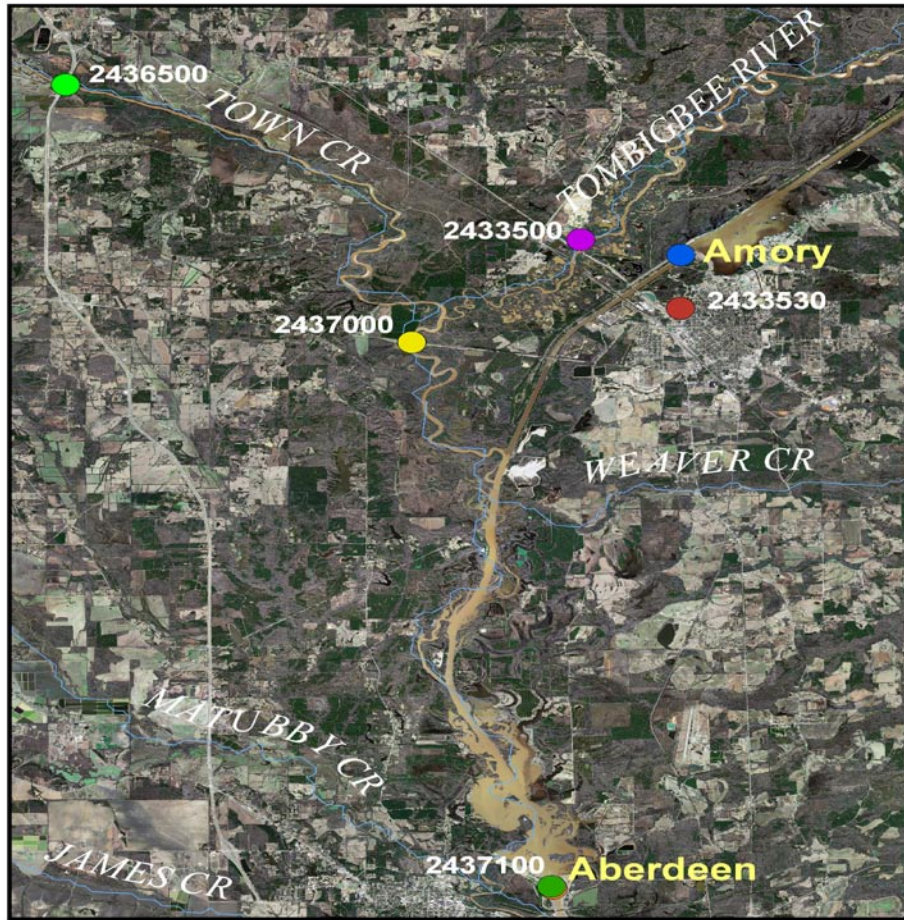 2436500
TOWN CR
TOMBIGBEE RIVER
2433500
Amory
2433530
2437000
WEAVER CR
MATUBBY CR
JAMES CR
2437100
Aberdeen